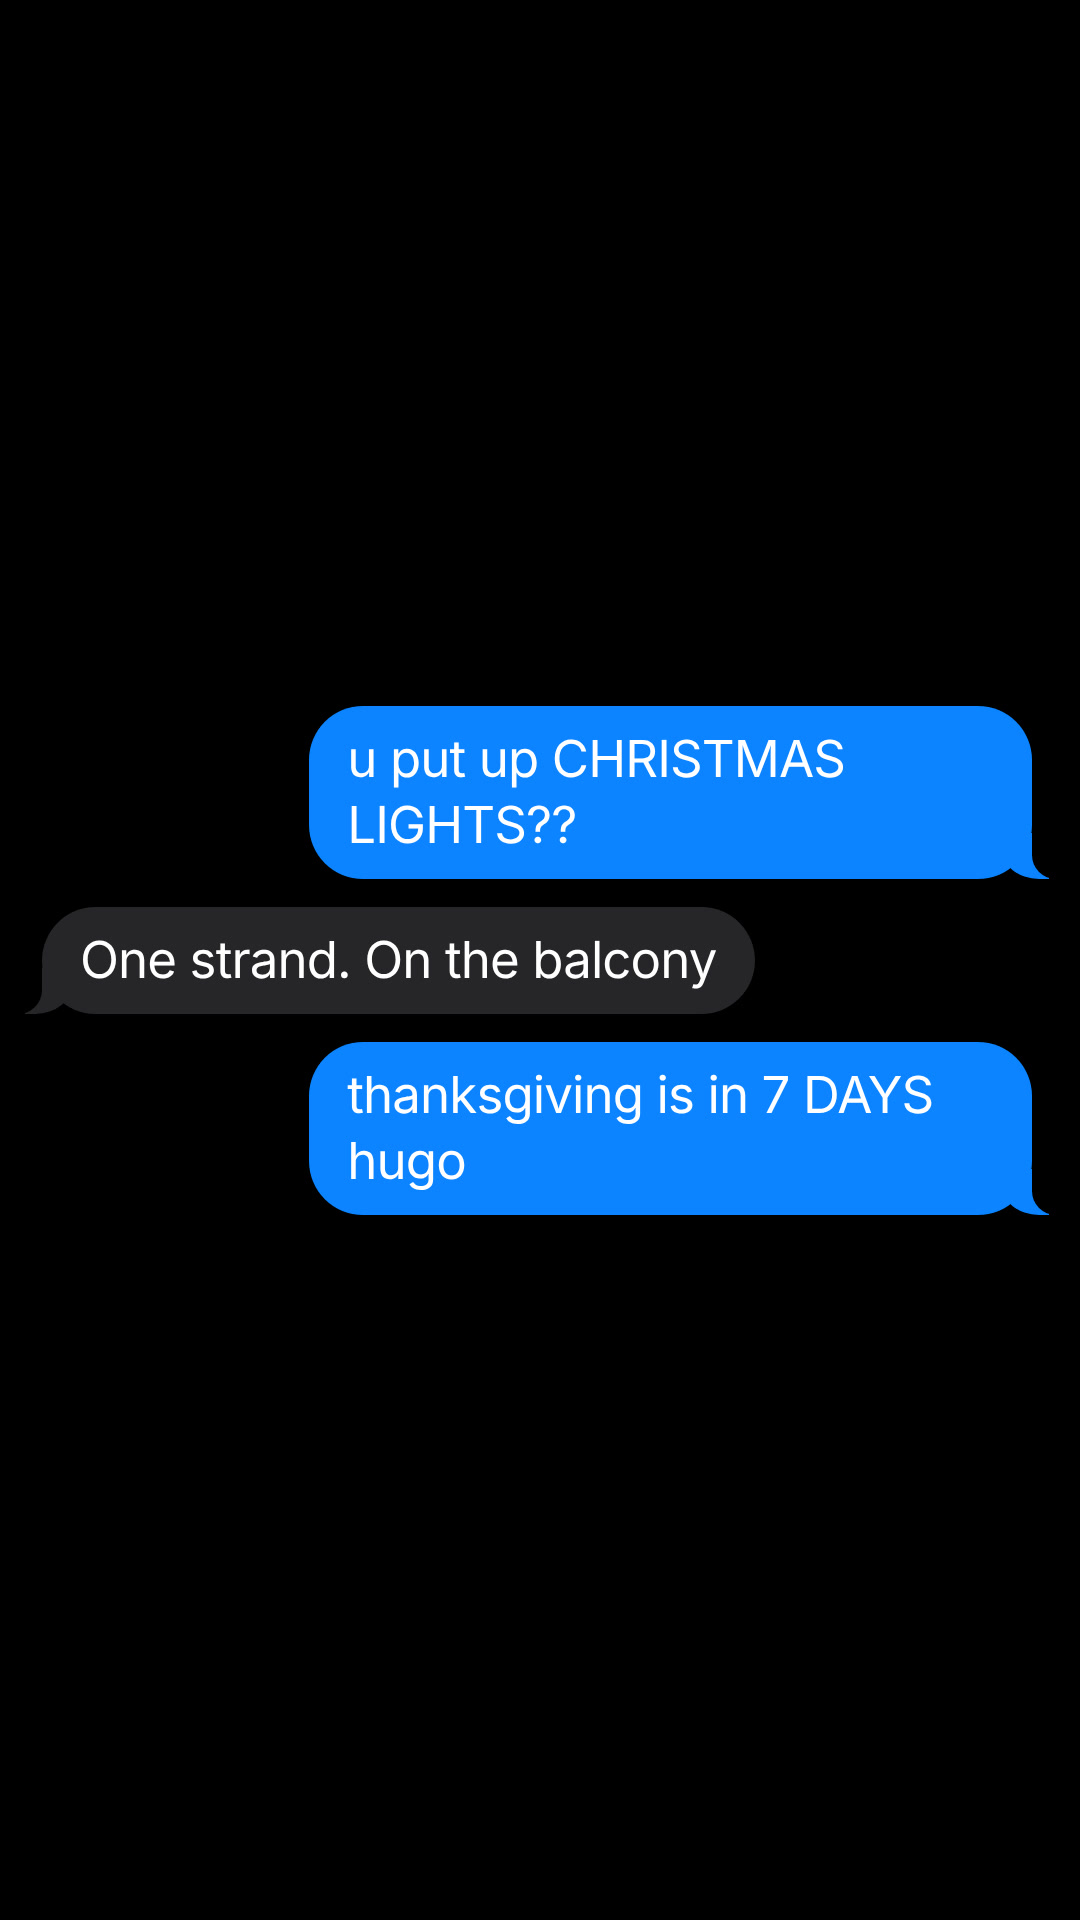 u put up CHRISTMAS
LIGHTS??
One strand. On the balcony
thanksgiving is in 7 DAYS
hugo